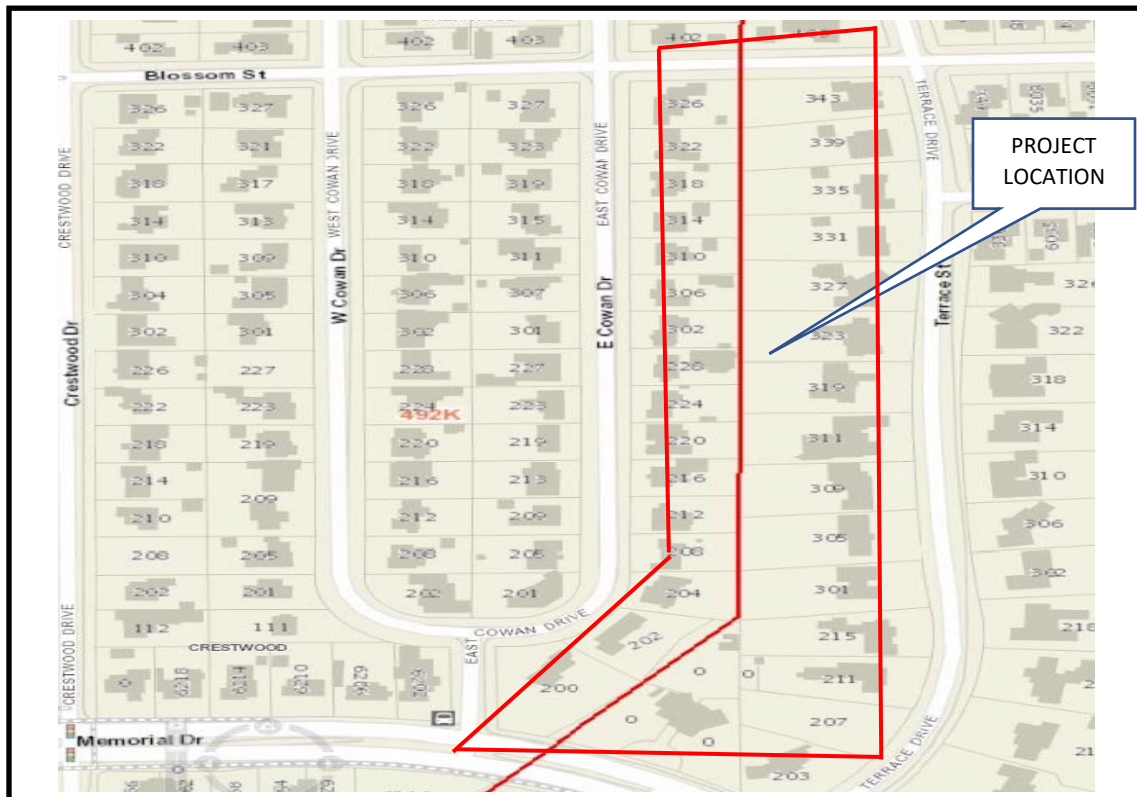 402 403 402 403 402
Blossom St
326 327 326 327 326 343
322 321 322 323 322 339
318 317 318 319 318 335
314 313 314 315 314 331
310 309 310 311 310 327
304 305 306 307 306 323
302 301 302 301 302 319
226 227 228 227 228 311
222 223 224 223 224 309
492K
218 219 220 219 220 305
214 209 216 213 216 301
210 212 209 212 215
208 205 208 205 208 211
202 201 202 201 204 207
112 111 202 200 203
CRESTWOOD
0 6218 6214 6210
0 0 0 0
Memorial Dr
CRESTWOOD DRIVE
Crestwood Dr
CRESTWOOD DRIVE
WEST COWAN DRIVE
W Cowan Dr
EAST COWAN DRIVE
E Cowan Dr
EAST
COWAN DRIVE
TERRACE DRIVE
Terrace St
TERRACE DRIVE
PROJECT
LOCATION
6035
322
318
314
310
306
302
218